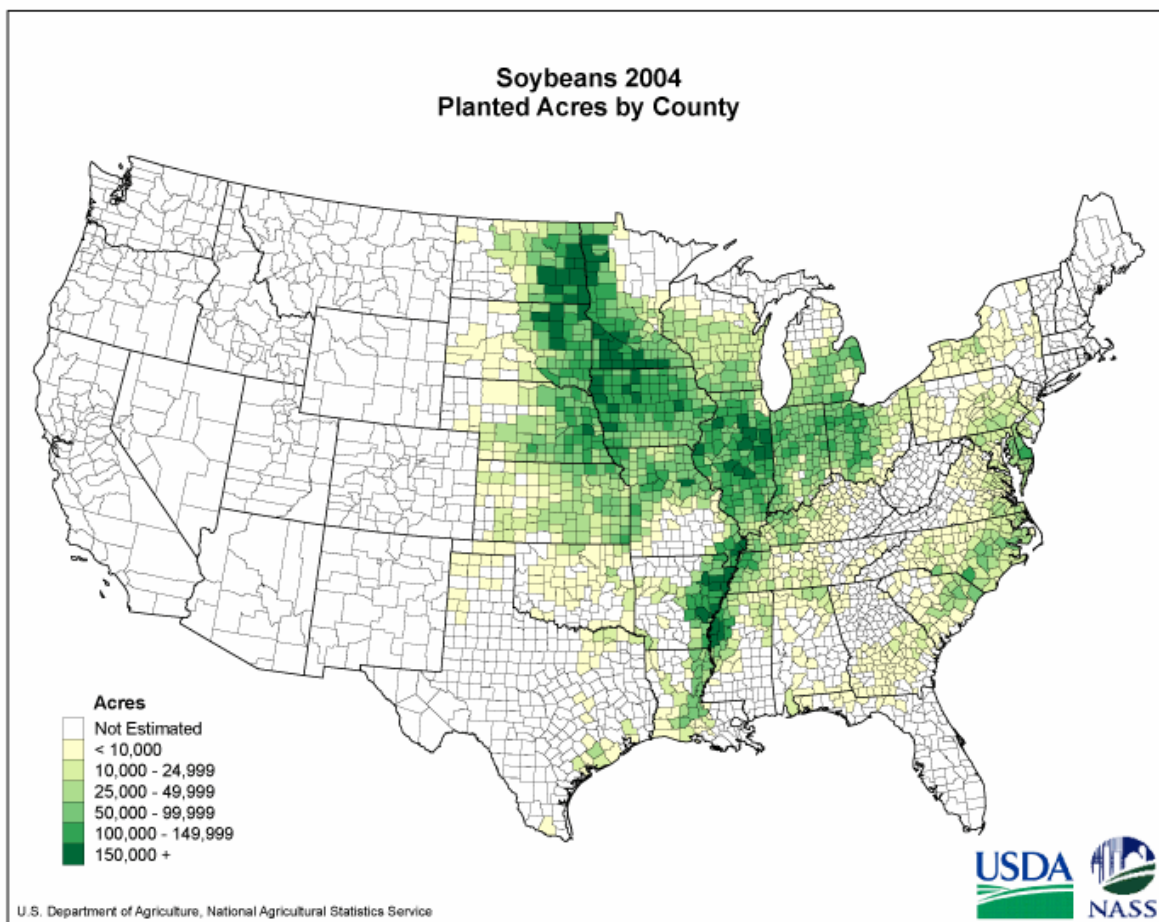 Soybeans 2004
Planted Acres by County
Acres
Not Estimated
< 10,000
10,000 - 24,999
25,000 - 49,999
50,000 - 99,999
100,000 - 149,999
150,000 +
USDA
NASS
U.S. Department of Agriculture, National Agricultural Statistics Service